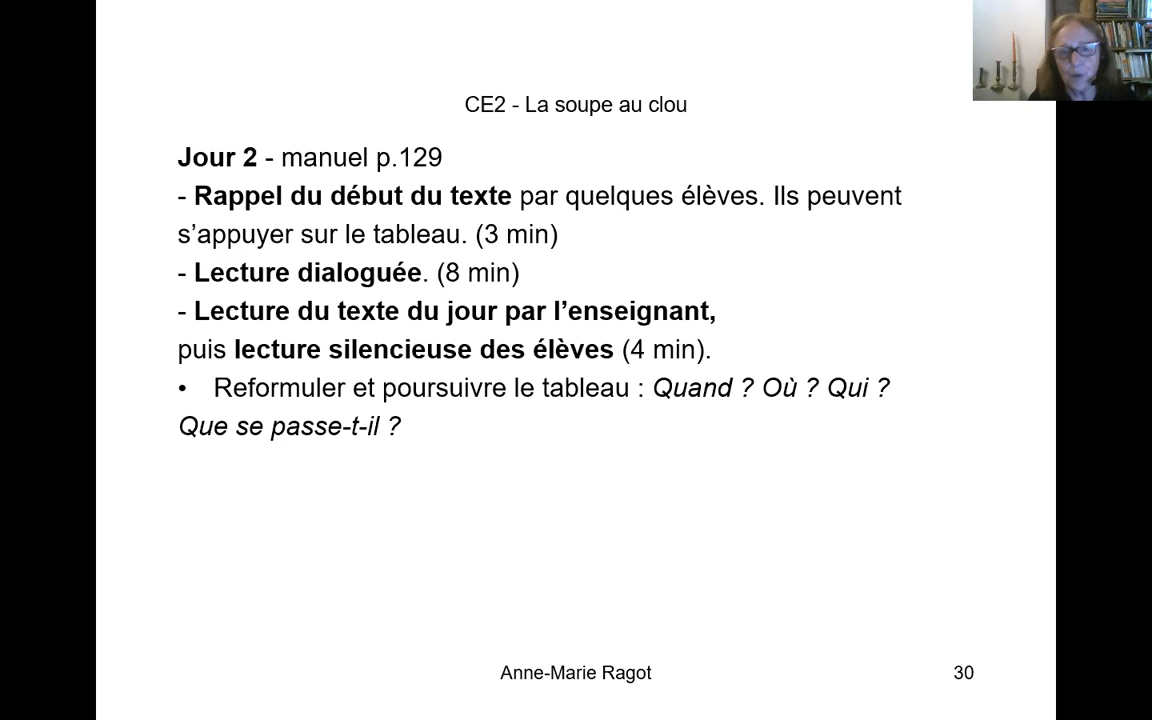 CE2 - La soupe au clou
Jour 2 - manuel p.129
- Rappel du début du texte par quelques élèves. Ils peuvent
s’appuyer sur le tableau. (3 min)
- Lecture dialoguée. (8 min)
- Lecture du texte du jour par l’enseignant,
puis lecture silencieuse des élèves (4 min).
• Reformuler et poursuivre le tableau : Quand ? Où ? Qui ?
Que se passe-t-il ?
Anne-Marie Ragot
30